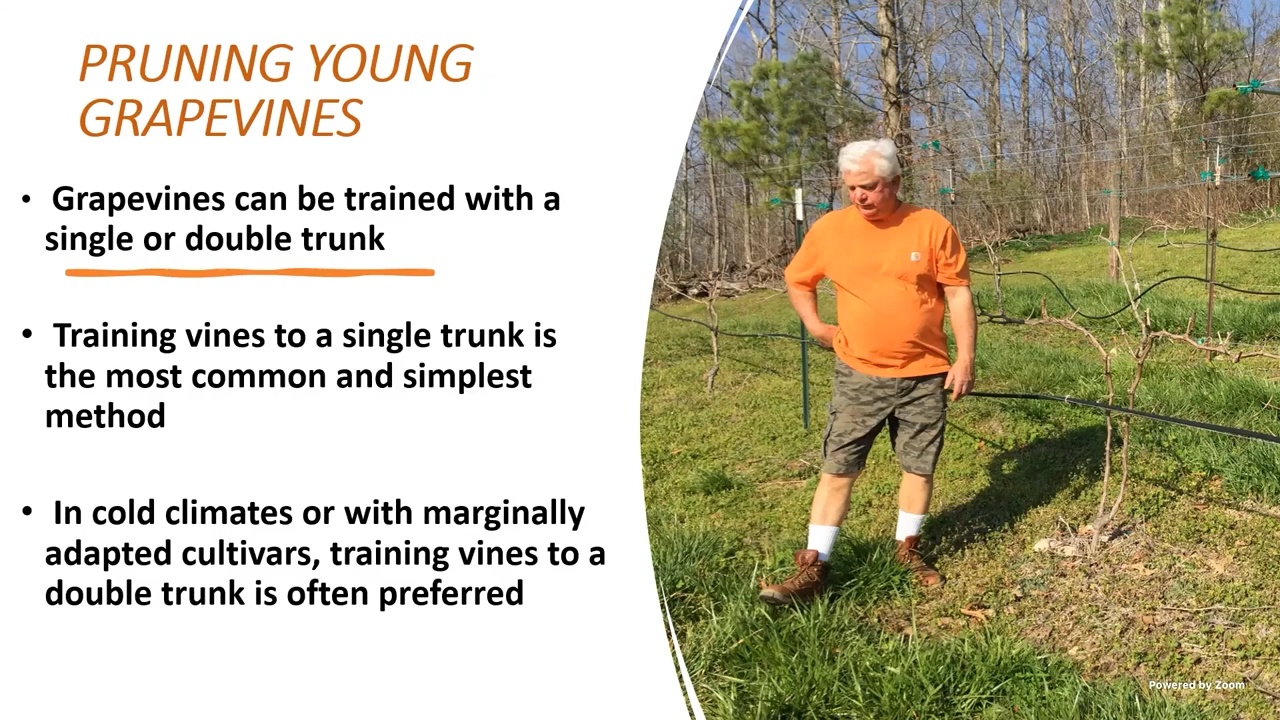 PRUNING YOUNG
GRAPEVINES
• Grapevines can be trained with a
single or double trunk
• Training vines to a single trunk is
the most common and simplest
method
• In cold climates or with marginally
adapted cultivars, training vines to a
double trunk is often preferred
Powered by Zoom